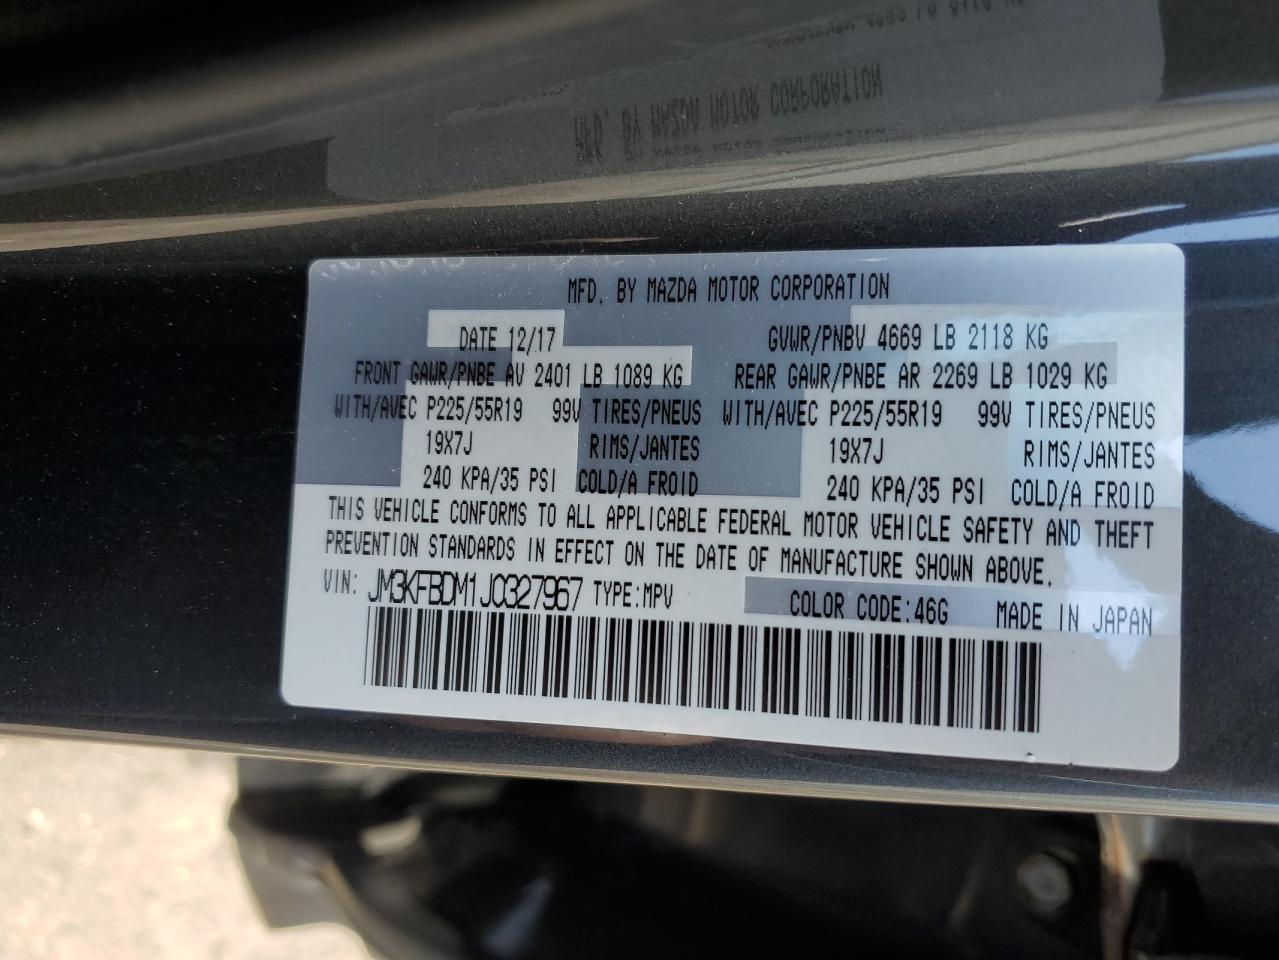 MFD. BY MAZDA MOTOR CORPORATION
DATE 12/17 GVWR/PNBV 4669 LB 2118 KG
FRONT GAWR/PNBE AV 2401 LB 1089 KG REAR GAWR/PNBE AR 2269 LB 1029 KG
WITH/AVEC P225/55R19 99V TIRES/PNEUS WITH/AVEC P225/55R19 99V TIRES/PNEUS
19X7J RIMS/JANTES 19X7J RIMS/JANTES
240 KPA/35 PSI COLD/A FROID 240 KPA/35 PSI COLD/A FROID
THIS VEHICLE CONFORMS TO ALL APPLICABLE FEDERAL MOTOR VEHICLE SAFETY AND THEFT
PREVENTION STANDARDS IN EFFECT ON THE DATE OF MANUFACTURE SHOWN ABOVE.
VIN: JM3KFBDM1J0327967 TYPE:MPV COLOR CODE:46G MADE IN JAPAN